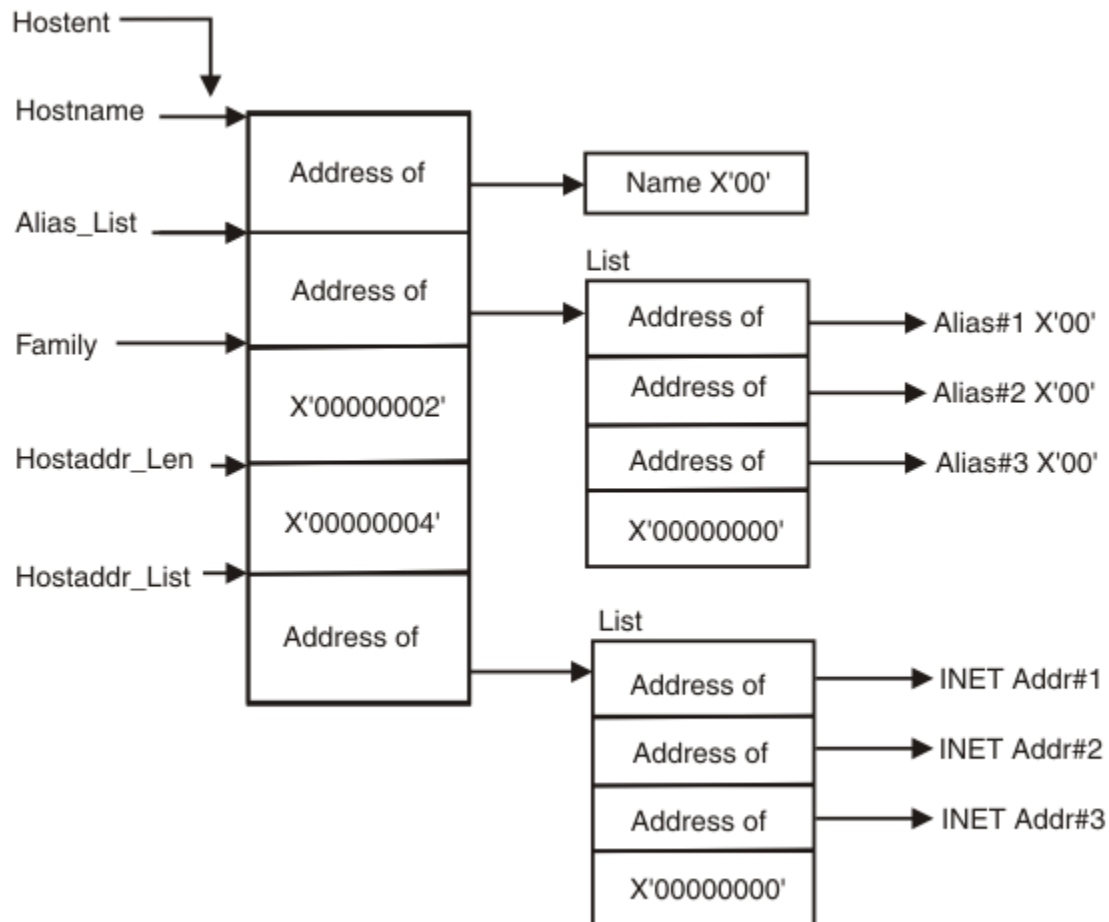 Hostent
Hostname
Address of
Name X'00'
Alias_List
Address of
List
Address of
Alias#1 X'00'
Family
X'00000002'
Address of
Alias#2 X'00'
Hostaddr_Len
Address of
Alias#3 X'00'
X'00000004'
X'00000000'
Hostaddr_List
Address of
List
Address of
INET Addr#1
Address of
INET Addr#2
Address of
INET Addr#3
X'00000000'